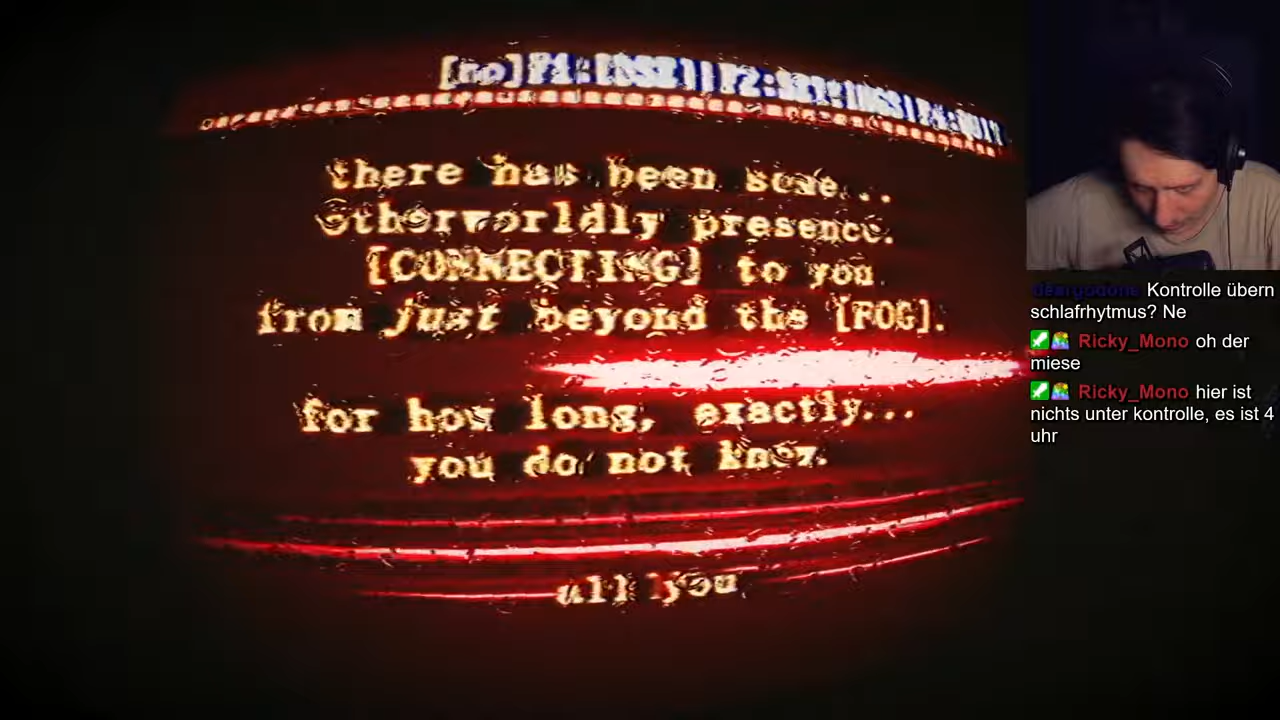 [no]
there has been some...
Otherworldly presence.
[CONNECTING] to you
from just beyond the [FOG].
for how long, exactly...
you do not know.
all you
deargodone Kontrolle übern
schlafrhytmus? Ne
Ricky_Mono oh der
miese
Ricky_Mono hier ist
nichts unter kontrolle, es ist 4
uhr